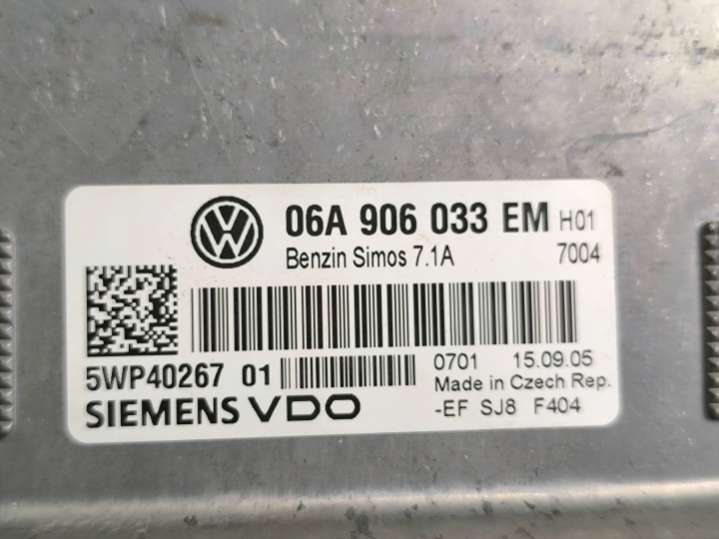 06A 906 033 EM H01
Benzin Simos 7.1A 7004
5WP40267 01 0701 15.09.05
Made in Czech Rep.
SIEMENS VDO -EF SJ8 F404